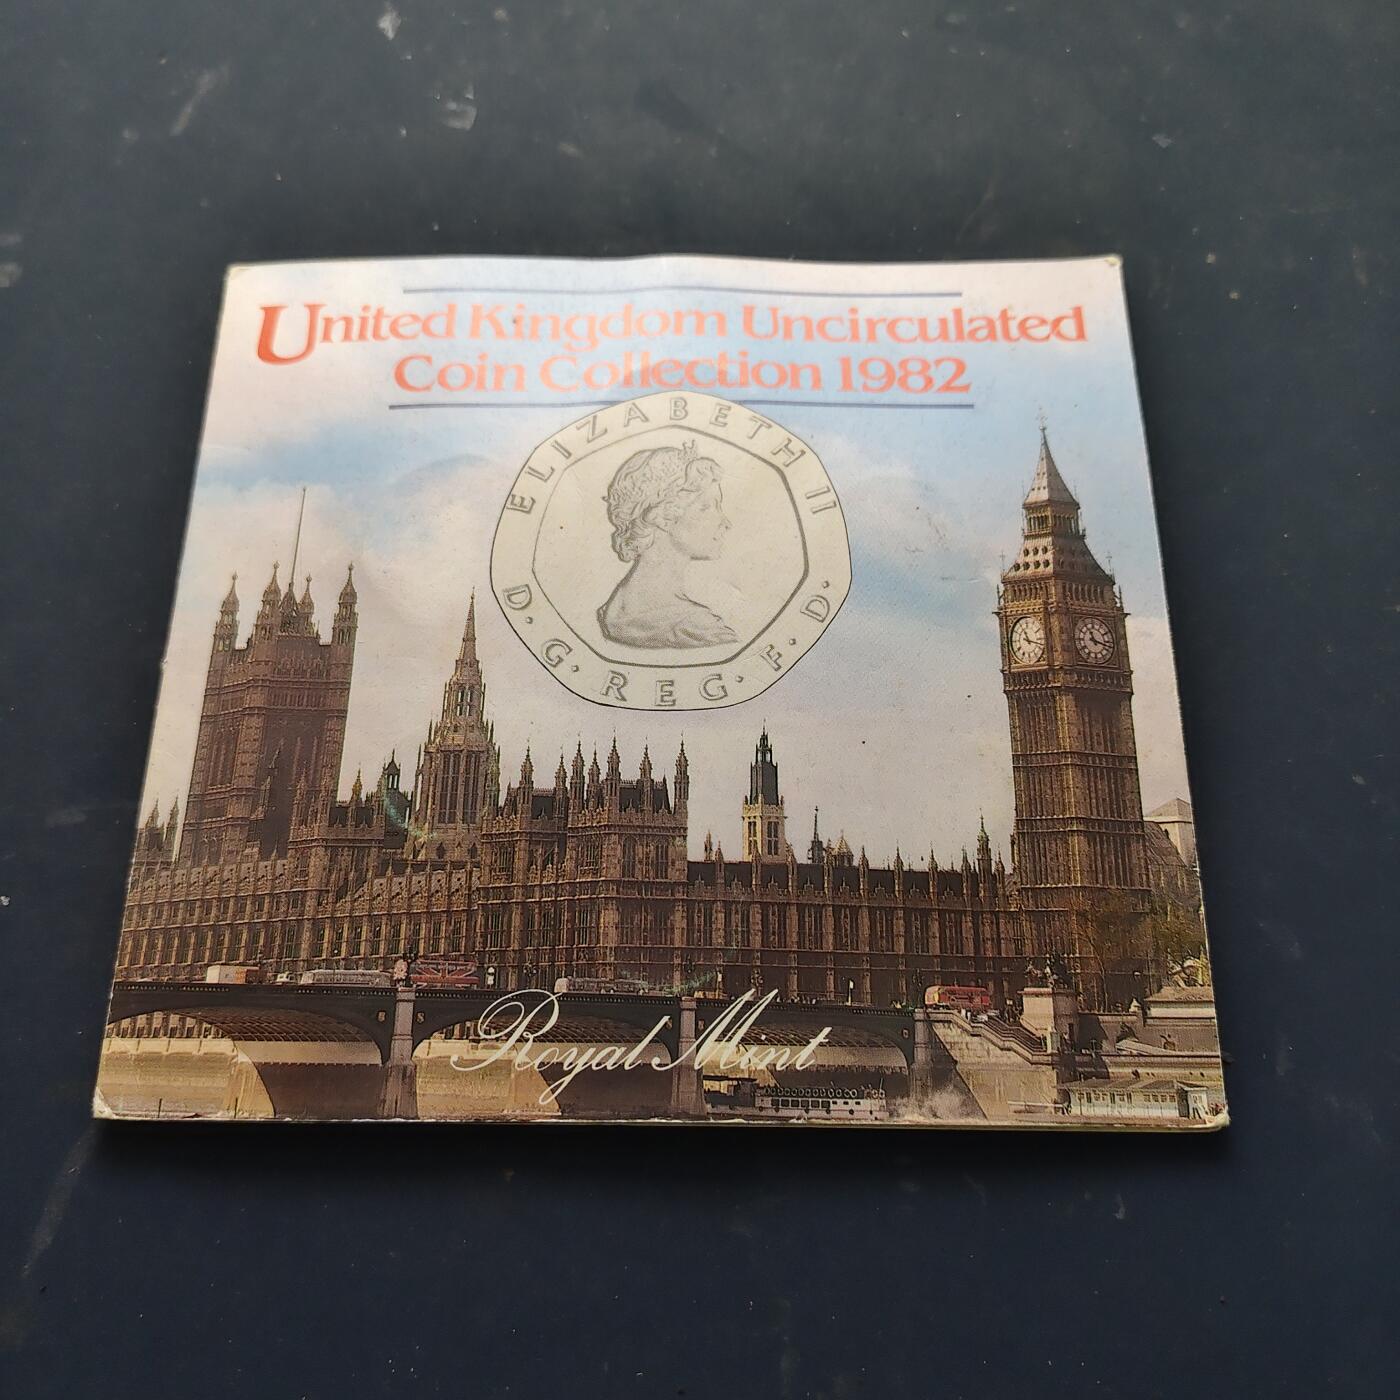 United Kingdom Uncirculated
Coin Collection 1982
ELIZABETH II
D·G·REG·F·D·
Royal Mint